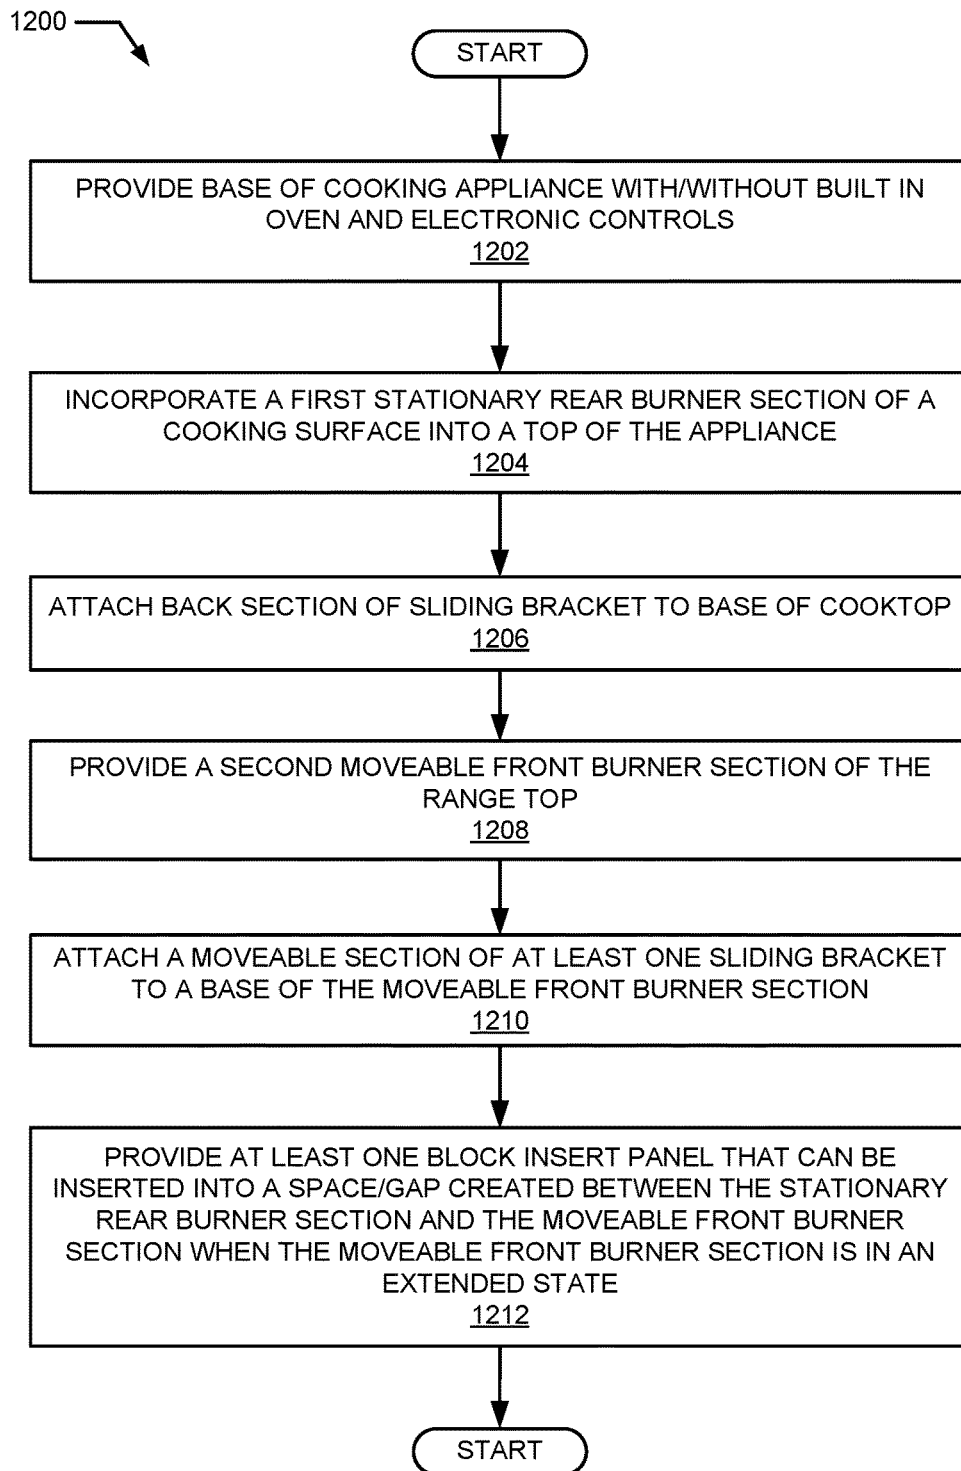 1200
START
PROVIDE BASE OF COOKING APPLIANCE WITH/WITHOUT BUILT IN
OVEN AND ELECTRONIC CONTROLS
1202
INCORPORATE A FIRST STATIONARY REAR BURNER SECTION OF A
COOKING SURFACE INTO A TOP OF THE APPLIANCE
1204
ATTACH BACK SECTION OF SLIDING BRACKET TO BASE OF COOKTOP
1206
PROVIDE A SECOND MOVEABLE FRONT BURNER SECTION OF THE
RANGE TOP
1208
ATTACH A MOVEABLE SECTION OF AT LEAST ONE SLIDING BRACKET
TO A BASE OF THE MOVEABLE FRONT BURNER SECTION
1210
PROVIDE AT LEAST ONE BLOCK INSERT PANEL THAT CAN BE
INSERTED INTO A SPACE/GAP CREATED BETWEEN THE STATIONARY
REAR BURNER SECTION AND THE MOVEABLE FRONT BURNER
SECTION WHEN THE MOVEABLE FRONT BURNER SECTION IS IN AN
EXTENDED STATE
1212
START